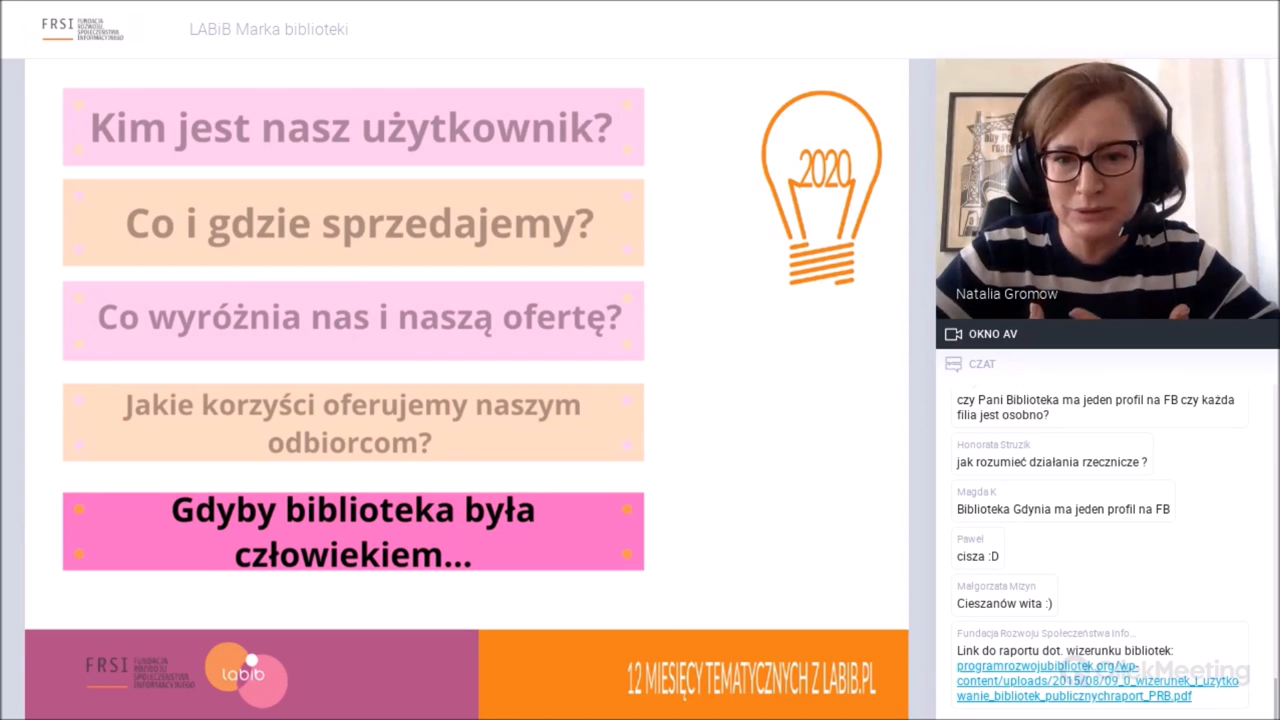 FRSI FUNDACJA
ROZWOJU
SPOŁECZEŃSTWA
INFORMACYJNEGO
LABiB Marka biblioteki
Kim jest nasz użytkownik?
Co i gdzie sprzedajemy?
Co wyróżnia nas i naszą ofertę?
Jakie korzyści oferujemy naszym
odbiorcom?
Gdyby biblioteka była
człowiekiem...
2020
FRSI FUNDACJA
ROZWOJU
SPOŁECZEŃSTWA
INFORMACYJNEGO
labib
12 MIESIĘCY TEMATYCZNYCH Z LABIB.PL
Natalia Gromow
OKNO AV
CZAT
czy Pani Biblioteka ma jeden profil na FB czy każda
filia jest osobno?
Honorata Struzik
jak rozumieć działania rzecznicze ?
Magda K
Biblioteka Gdynia ma jeden profil na FB
Paweł
cisza :D
Małgorzata Mizyn
Cieszanów wita :)
Fundacja Rozwoju Społeczeństwa Info...
Link do raportu dot. wizerunku bibliotek:
programrozwojubibliotek.org/wp-
content/uploads/2015/08/09_o_wizerunek_i_uzytko
wanie_bibliotek_publicznychraport_PRB.pdf